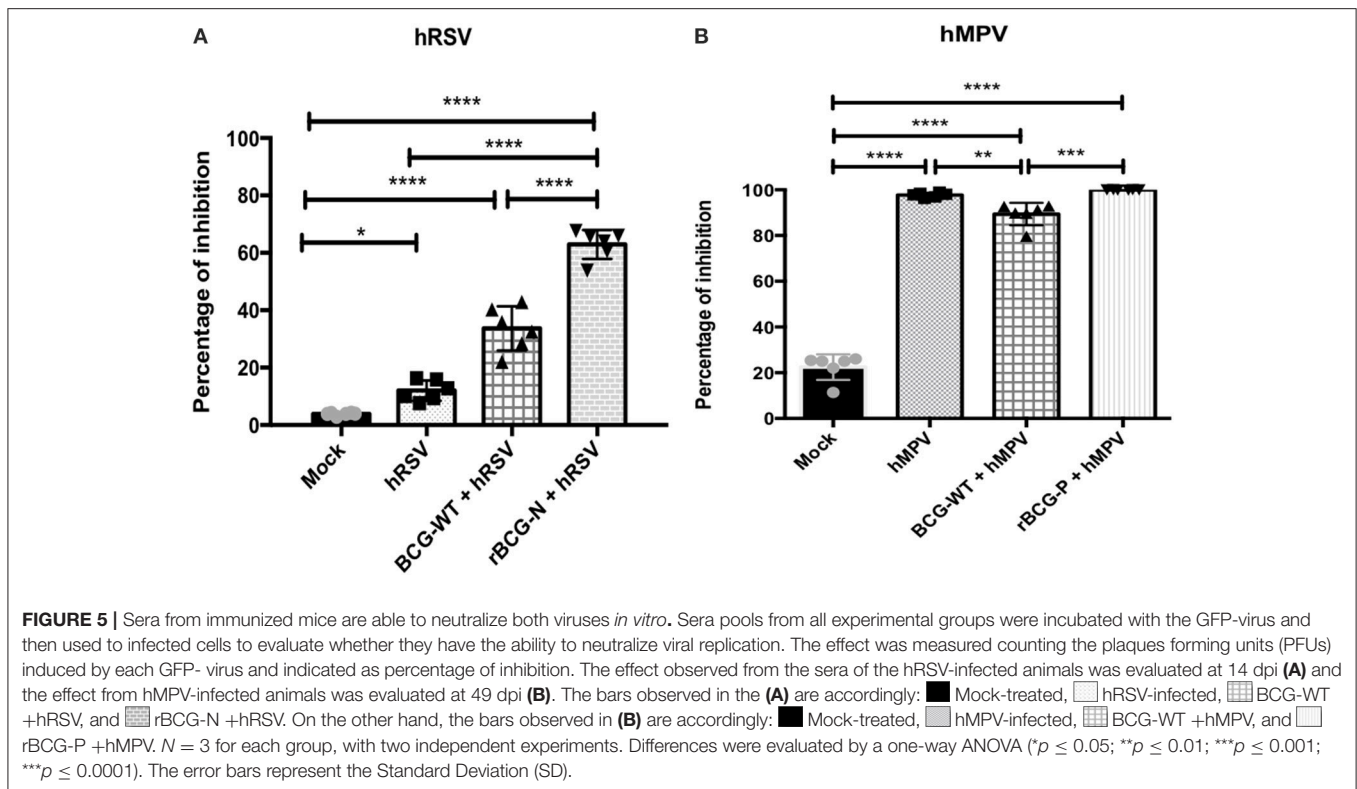 A
hRSV
****
****
****
****
*
100
80
60
40
20
0
Percentage of inhibition
Mock
hRSV
BCG-WT + hRSV
rBCG-N + hRSV
B
hMPV
****
****
****
**
***
100
80
60
40
20
0
Percentage of inhibition
Mock
hMPV
BCG-WT + hMPV
rBCG-P + hMPV
FIGURE 5 | Sera from immunized mice are able to neutralize both viruses in vitro. Sera pools from all experimental groups were incubated with the GFP-virus and
then used to infected cells to evaluate whether they have the ability to neutralize viral replication. The effect was measured counting the plaques forming units (PFUs)
induced by each GFP- virus and indicated as percentage of inhibition. The effect observed from the sera of the hRSV-infected animals was evaluated at 14 dpi (A) and
the effect from hMPV-infected animals was evaluated at 49 dpi (B). The bars observed in the (A) are accordingly: Mock-treated, hRSV-infected, BCG-WT
+hRSV, and rBCG-N +hRSV. On the other hand, the bars observed in (B) are accordingly: Mock-treated, hMPV-infected, BCG-WT +hMPV, and
rBCG-P +hMPV. N = 3 for each group, with two independent experiments. Differences were evaluated by a one-way ANOVA (*p ≤ 0.05; **p ≤ 0.01; ***p ≤ 0.001;
***p ≤ 0.0001). The error bars represent the Standard Deviation (SD).